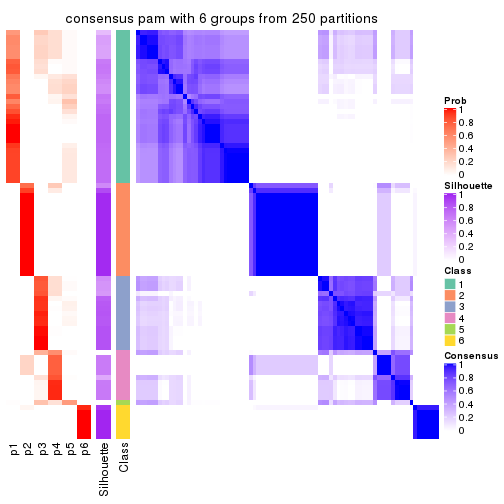 consensus pam with 6 groups from 250 partitions
Prob
1
0.8
0.6
0.4
0.2
0
Silhouette
1
0.8
0.6
0.4
0.2
0
Class
1
2
3
4
5
6
Consensus
1
0.8
0.6
0.4
0.2
0
p1
p2
p3
p4
p5
p6
Silhouette
Class